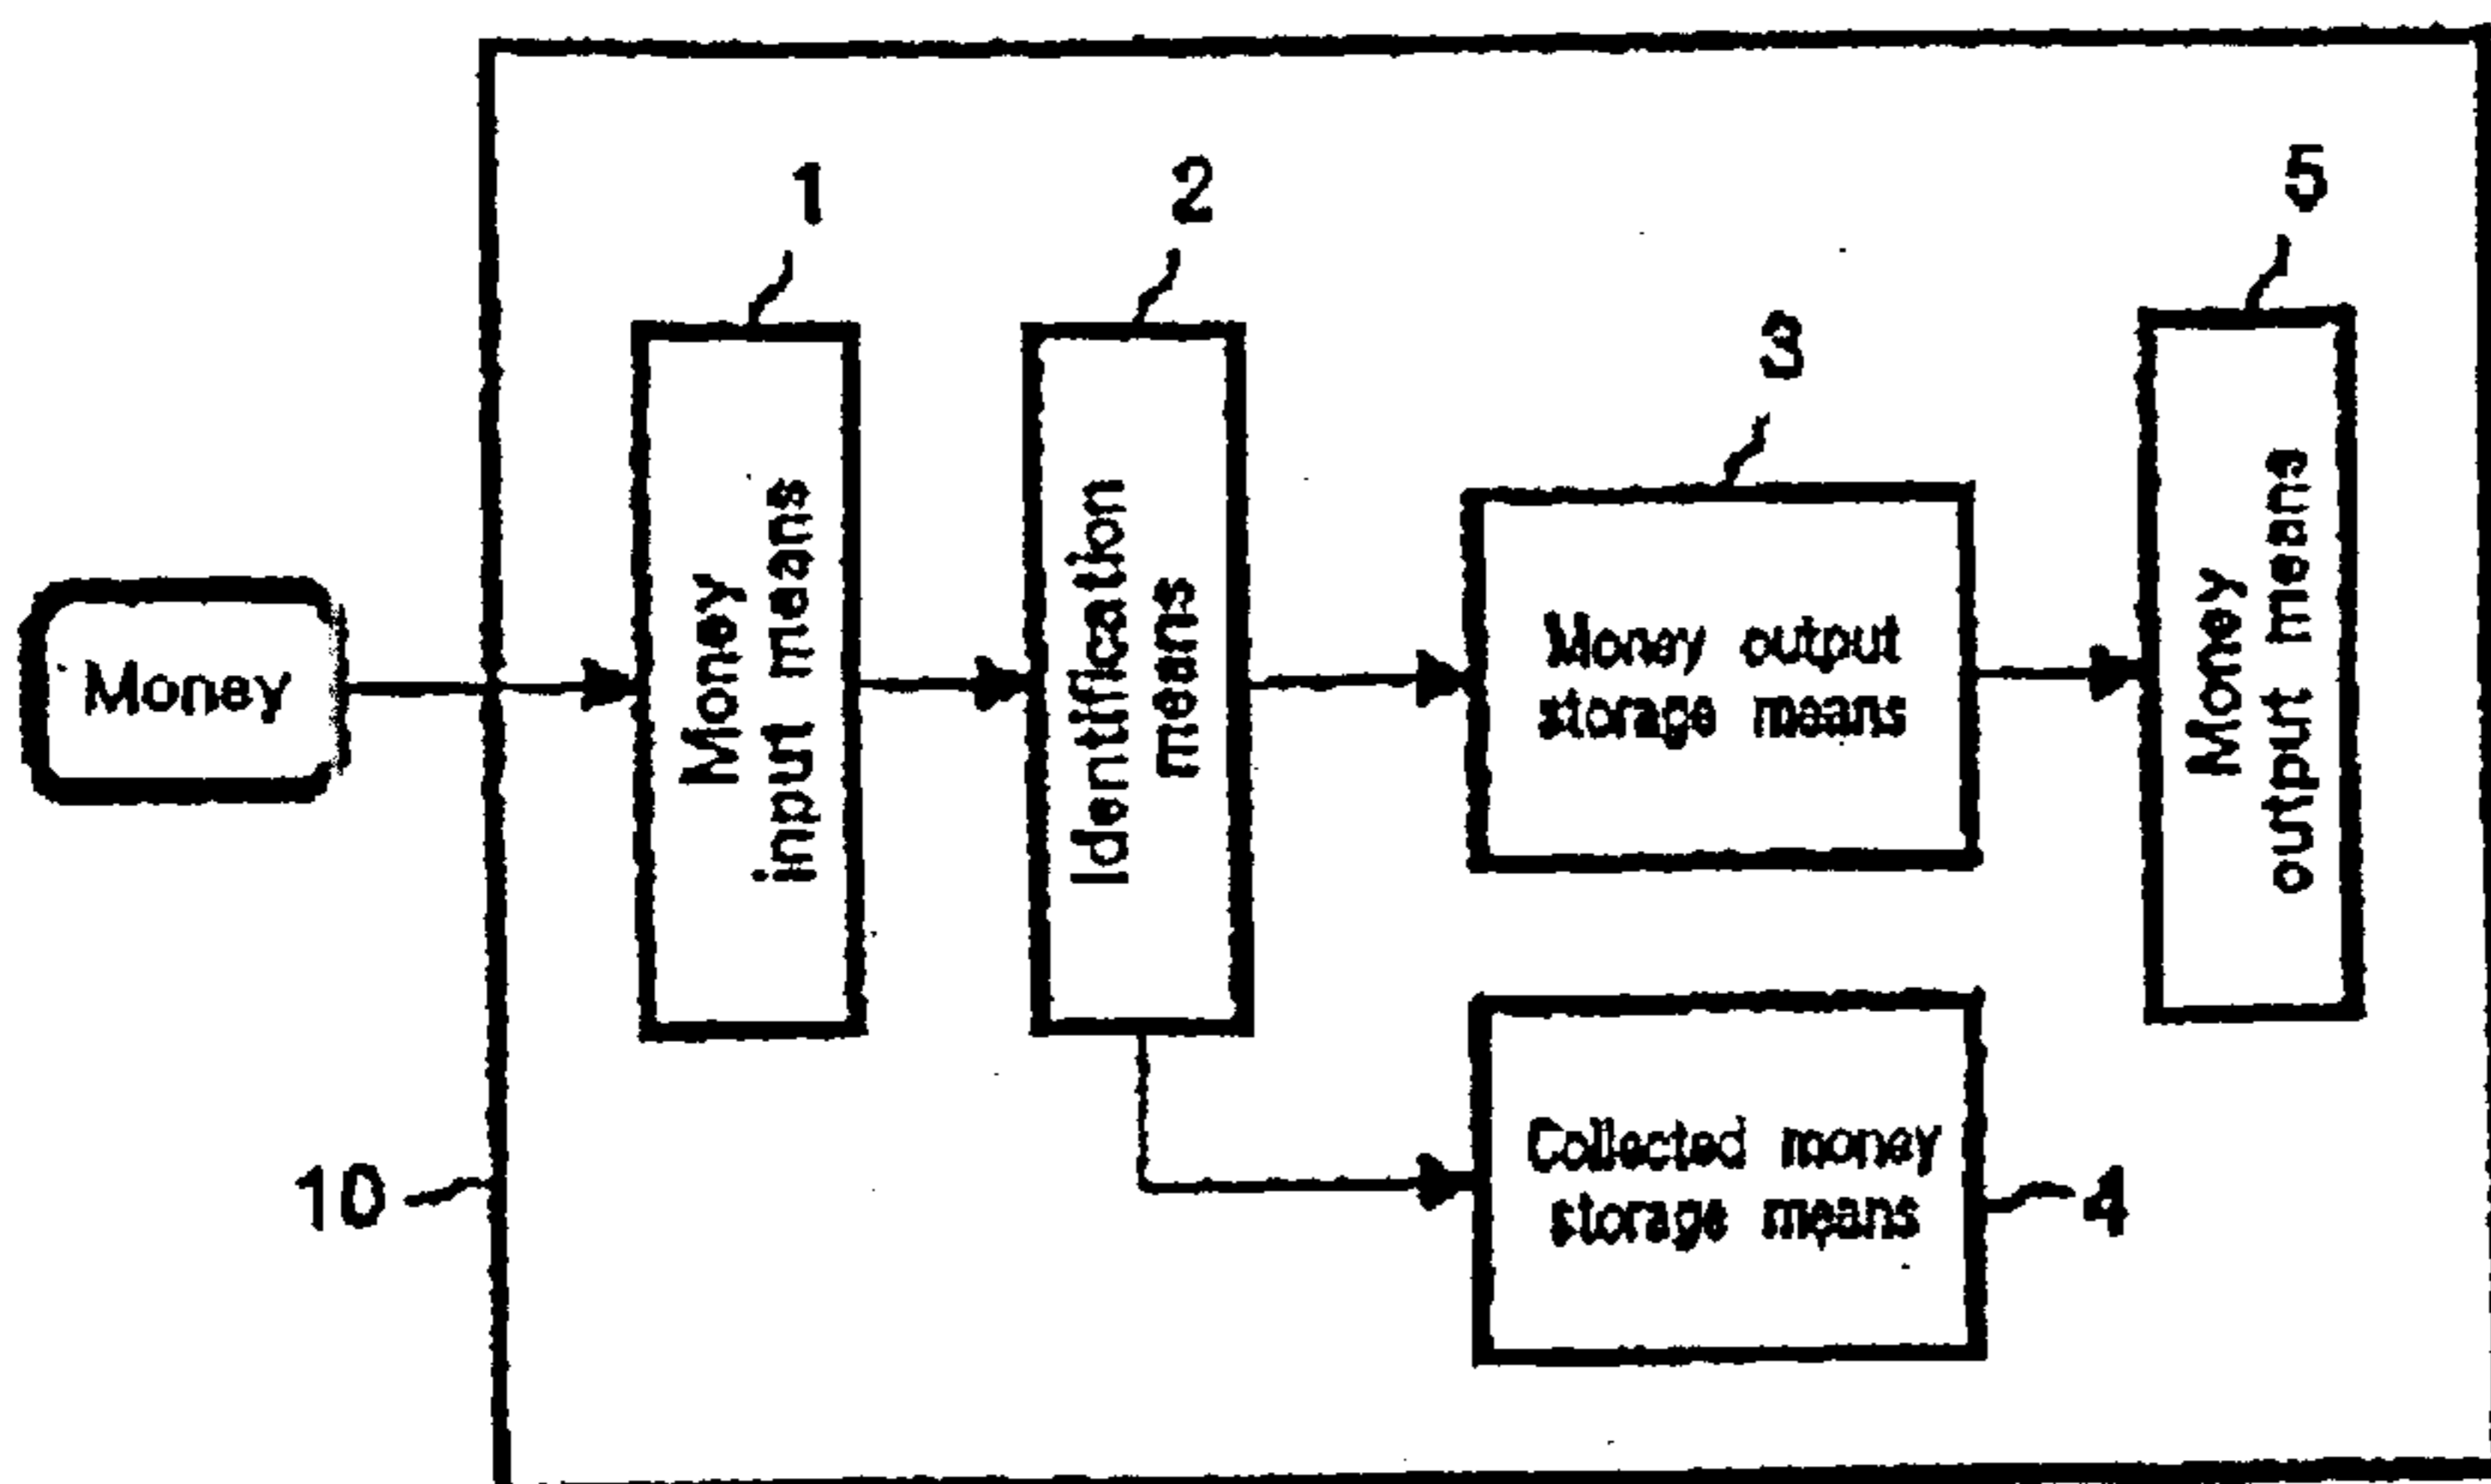 1
2
5
3
Money
Money
input means
Identification
means
Money output
storage means
Money
output means
Collected money
storage means
10
4